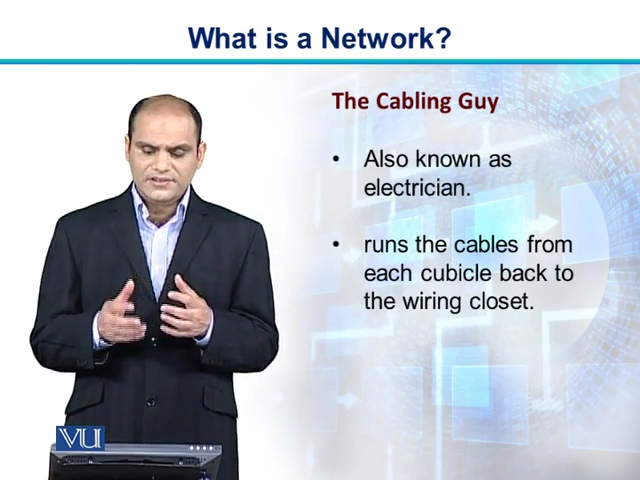 What is a Network?
The Cabling Guy
• Also known as
electrician.
• runs the cables from
each cubicle back to
the wiring closet.
VU